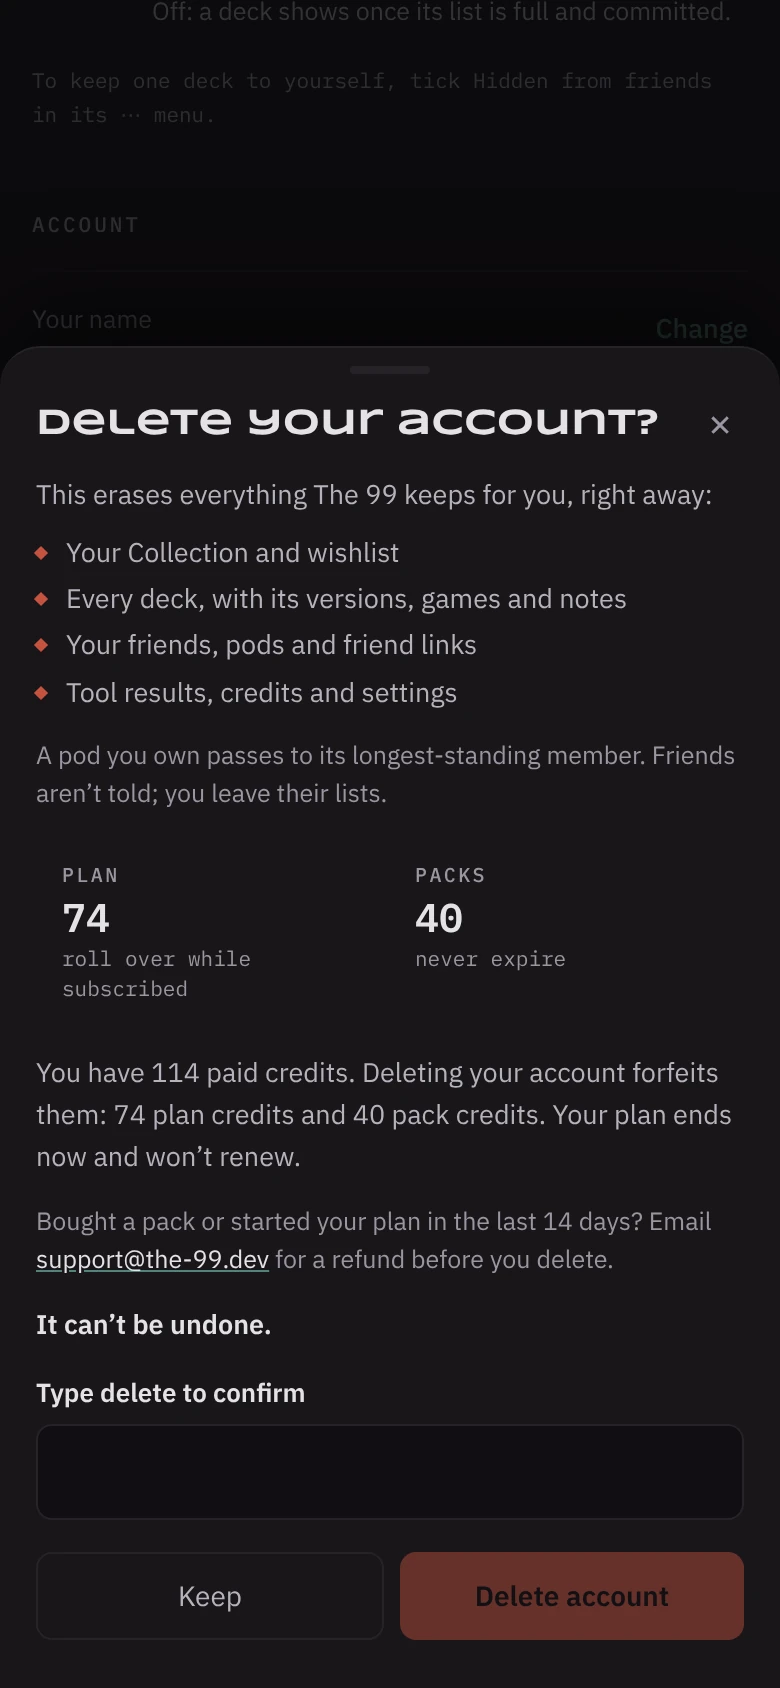 Off: a deck shows once its list is full and committed.
To keep one deck to yourself, tick Hidden from friends
in its ··· menu.
ACCOUNT
Your name
Change
Delete your account?
×
This erases everything The 99 keeps for you, right away:
Your Collection and wishlist
Every deck, with its versions, games and notes
Your friends, pods and friend links
Tool results, credits and settings
A pod you own passes to its longest-standing member. Friends
aren’t told; you leave their lists.
PLAN
74
roll over while
subscribed
PACKS
40
never expire
You have 114 paid credits. Deleting your account forfeits
them: 74 plan credits and 40 pack credits. Your plan ends
now and won’t renew.
Bought a pack or started your plan in the last 14 days? Email
support@the-99.dev for a refund before you delete.
It can’t be undone.
Type delete to confirm
Keep
Delete account